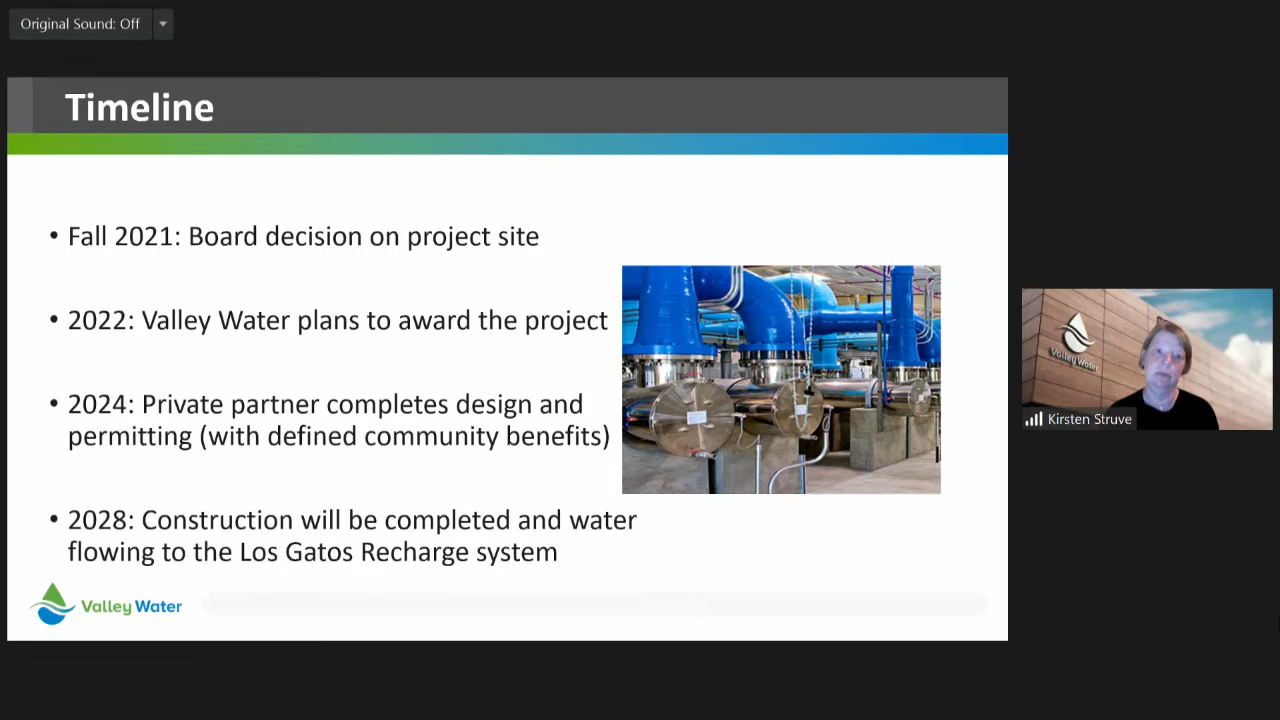 Original Sound: Off
Timeline
• Fall 2021: Board decision on project site
• 2022: Valley Water plans to award the project
• 2024: Private partner completes design and
permitting (with defined community benefits)
• 2028: Construction will be completed and water
flowing to the Los Gatos Recharge system
Valley Water
Valley Water
Kirsten Struve